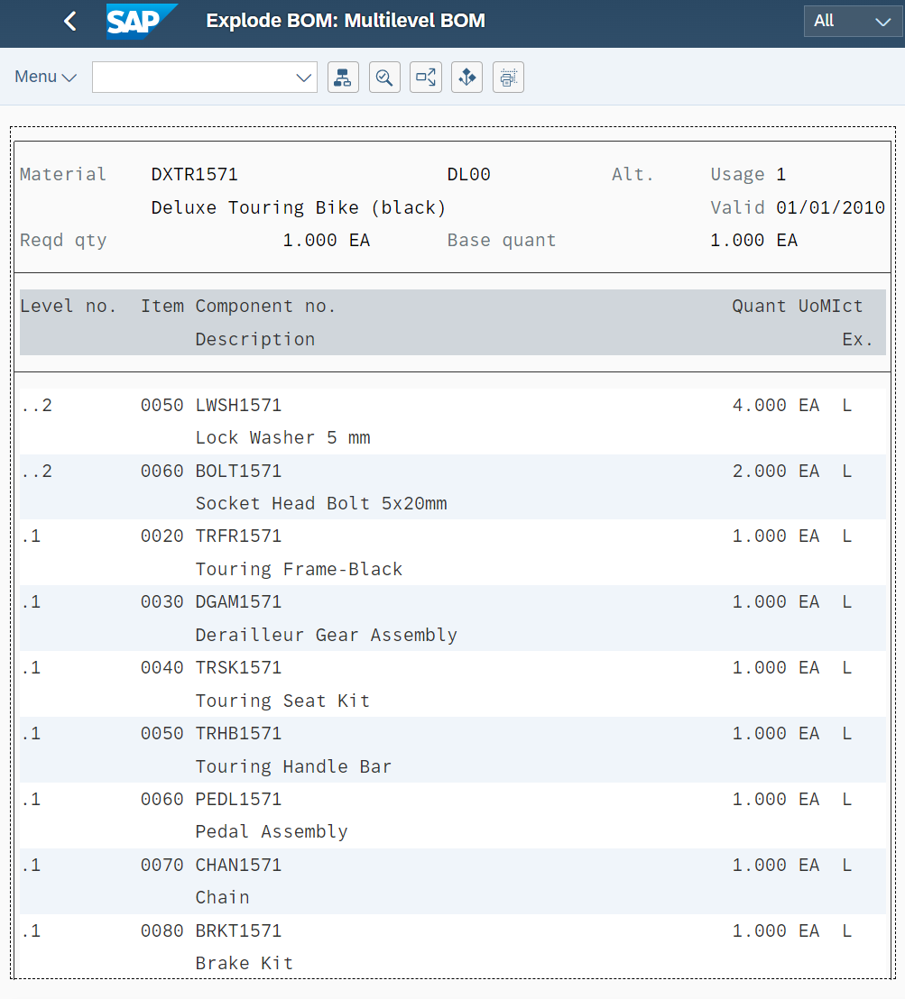 SAP Explode BOM: Multilevel BOM All
Menu
Material DXTR1571 DL00 Alt. Usage 1
Deluxe Touring Bike (black) Valid 01/01/2010
Reqd qty 1.000 EA Base quant 1.000 EA
Level no. Item Component no. Quant UoMIct
Description Ex.
..2 0050 LWSH1571 4.000 EA L
Lock Washer 5 mm
..2 0060 BOLT1571 2.000 EA L
Socket Head Bolt 5x20mm
.1 0020 TRFR1571 1.000 EA L
Touring Frame-Black
.1 0030 DGAM1571 1.000 EA L
Derailleur Gear Assembly
.1 0040 TRSK1571 1.000 EA L
Touring Seat Kit
.1 0050 TRHB1571 1.000 EA L
Touring Handle Bar
.1 0060 PEDL1571 1.000 EA L
Pedal Assembly
.1 0070 CHAN1571 1.000 EA L
Chain
.1 0080 BRKT1571 1.000 EA L
Brake Kit